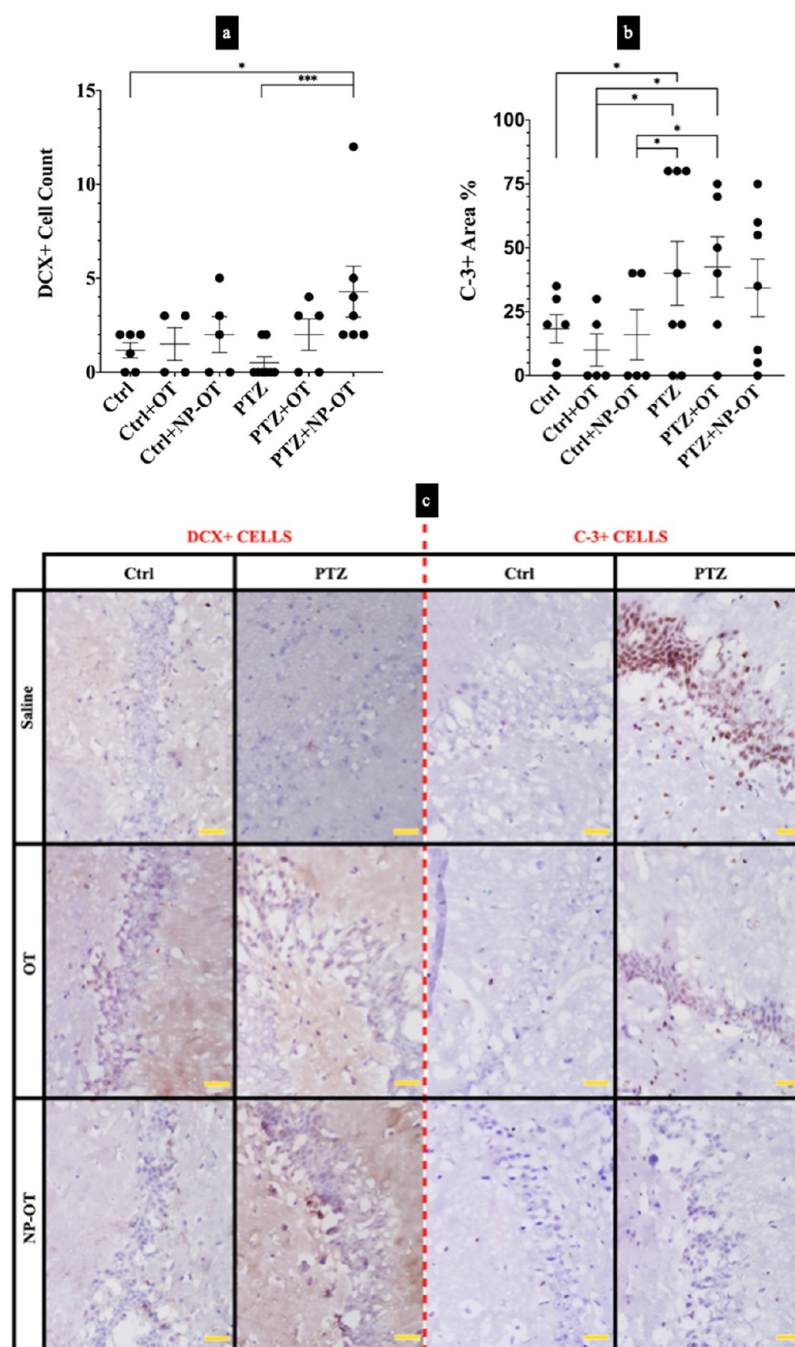 a
15
10
5
0
DCX+ Cell Count
*
***
Ctrl
Ctrl+OT
Ctrl+NP-OT
PTZ
PTZ+OT
PTZ+NP-OT
b
100
75
50
25
0
C-3+ Area %
*
*
*
*
*
Ctrl
Ctrl+OT
Ctrl+NP-OT
PTZ
PTZ+OT
PTZ+NP-OT
c
DCX+ CELLS C-3+ CELLS
Ctrl PTZ Ctrl PTZ
Saline
OT
NP-OT